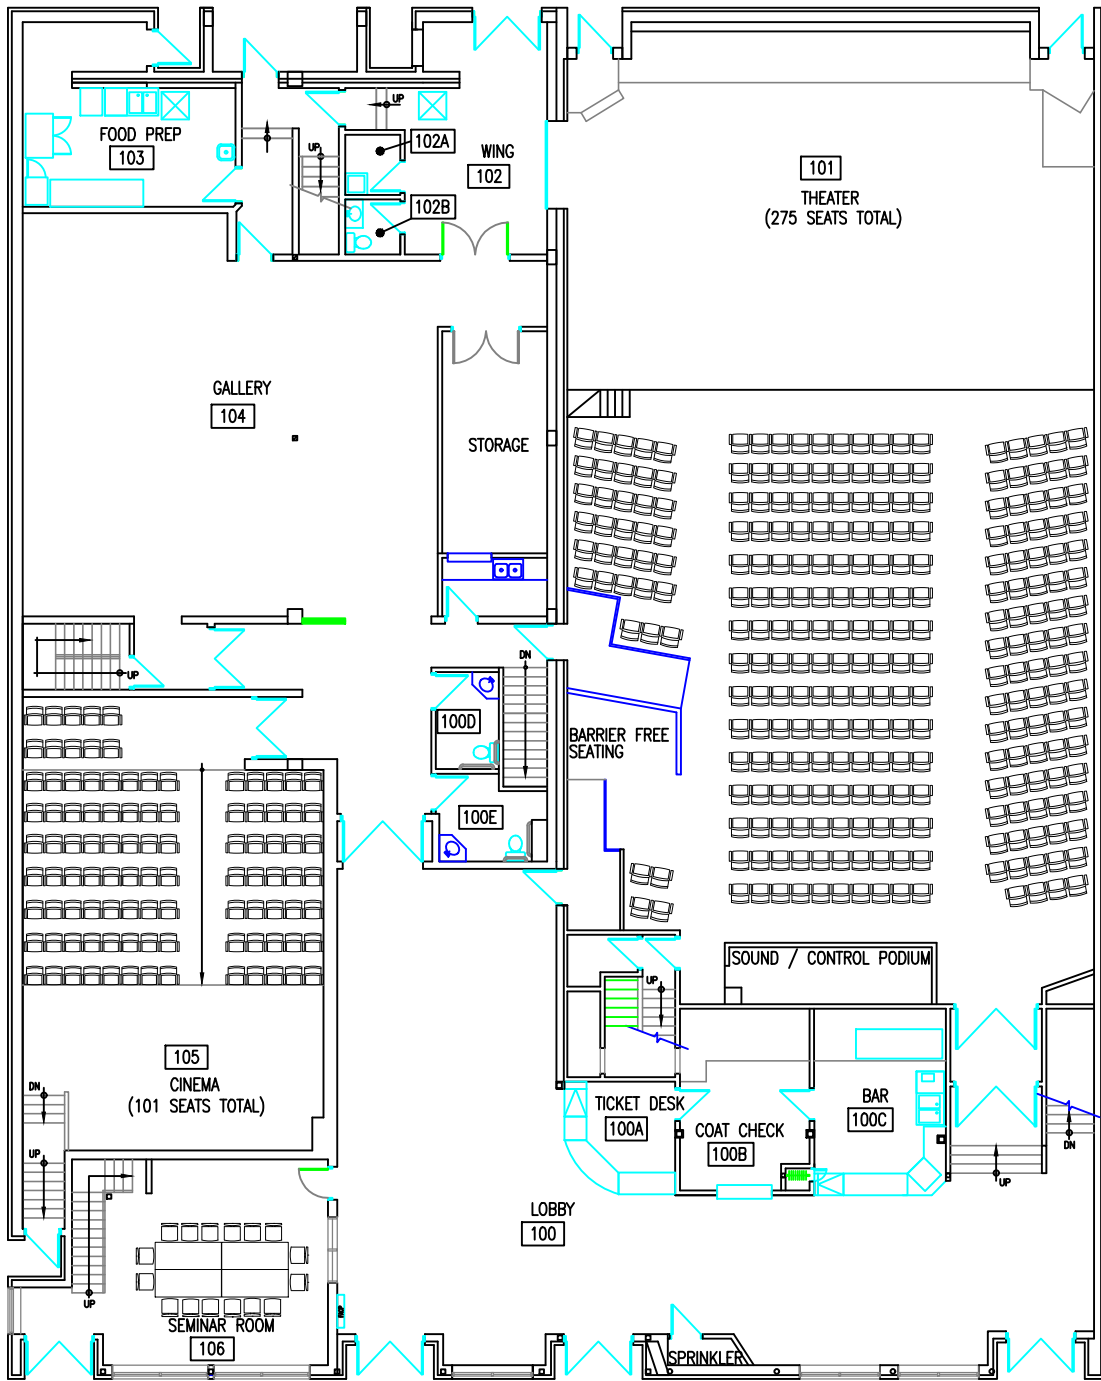 UP
FOOD PREP
103
UP
102A
WING
102
102B
101
THEATER
(275 SEATS TOTAL)
GALLERY
104
STORAGE
DN
UP
100D
BARRIER FREE
SEATING
100E
SOUND / CONTROL PODIUM
UP
105
CINEMA
(101 SEATS TOTAL)
DN
TICKET DESK
100A
COAT CHECK
100B
BAR
100C
DN
UP
UP
LOBBY
100
UP
SEMINAR ROOM
106
SPRINKLER